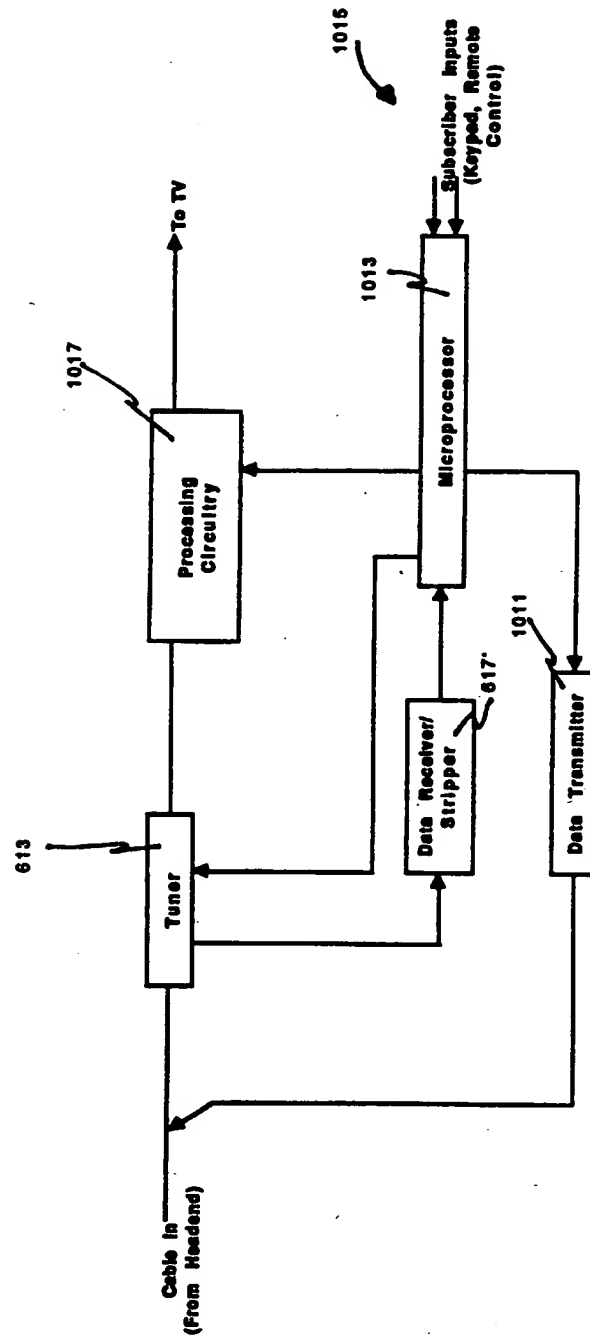 1015
1017
To TV
Processing
Circuitry
613
Tuner
Cable in
(From Headend)
1013
Microprocessor
Subscriber Inputs
(Keypad, Remote
Control)
617'
Data Receiver/
Stripper
1011
Data Transmitter